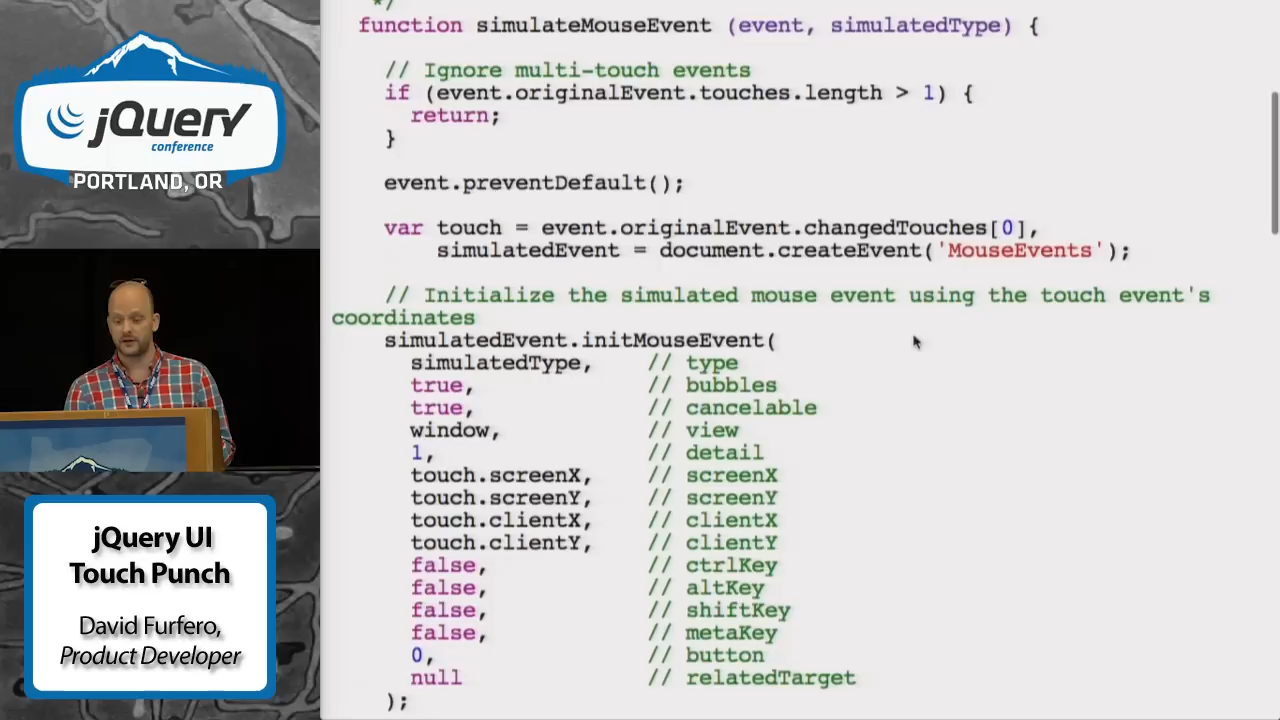 jQuery
conference
PORTLAND, OR
jQuery UI
Touch Punch
David Furfero,
Product Developer
*/
function simulateMouseEvent (event, simulatedType) {
// Ignore multi-touch events
if (event.originalEvent.touches.length > 1) {
return;
}
event.preventDefault();
var touch = event.originalEvent.changedTouches[0],
simulatedEvent = document.createEvent('MouseEvents');
// Initialize the simulated mouse event using the touch event's
coordinates
simulatedEvent.initMouseEvent(
simulatedType, // type
true, // bubbles
true, // cancelable
window, // view
1, // detail
touch.screenX, // screenX
touch.screenY, // screenY
touch.clientX, // clientX
touch.clientY, // clientY
false, // ctrlKey
false, // altKey
false, // shiftKey
false, // metaKey
0, // button
null // relatedTarget
);